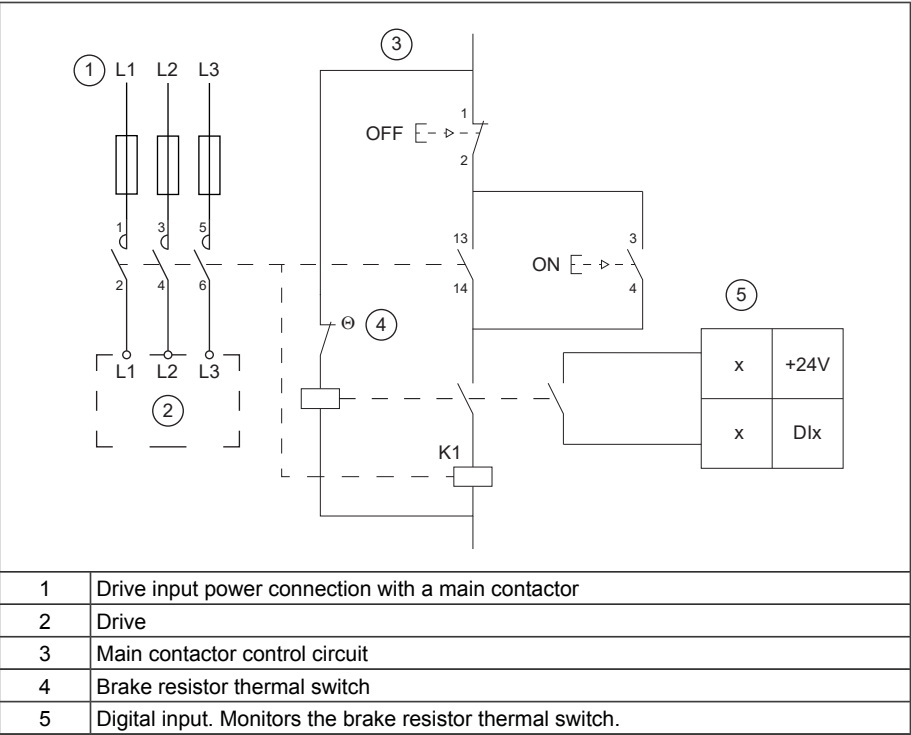 3
1 L1 L2 L3
1
OFF
2
1 3 5
13
3
ON
2 4 6
14
4
5
Θ 4
L1 L2 L3
x +24V
2
x DIx
K1
1 Drive input power connection with a main contactor
2 Drive
3 Main contactor control circuit
4 Brake resistor thermal switch
5 Digital input. Monitors the brake resistor thermal switch.